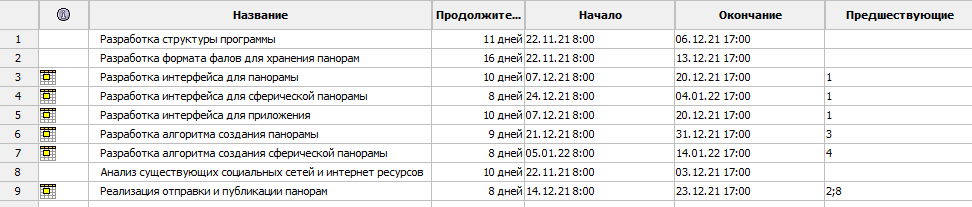 Название Продолжите... Начало Окончание Предшествующие
1 Разработка структуры программы 11 дней 22.11.21 8:00 06.12.21 17:00
2 Разработка формата фалов для хранения панорам 16 дней 22.11.21 8:00 13.12.21 17:00
3 Разработка интерфейса для панорамы 10 дней 07.12.21 8:00 20.12.21 17:00 1
4 Разработка интерфейса для сферической панорамы 8 дней 24.12.21 8:00 04.01.22 17:00 1
5 Разработка интерфейса для приложения 10 дней 07.12.21 8:00 20.12.21 17:00 1
6 Разработка алгоритма создания панорамы 9 дней 21.12.21 8:00 31.12.21 17:00 3
7 Разработка алгоритма создания сферической панорамы 8 дней 05.01.22 8:00 14.01.22 17:00 4
8 Анализ существующих социальных сетей и интернет ресурсов 10 дней 22.11.21 8:00 03.12.21 17:00
9 Реализация отправки и публикации панорам 8 дней 14.12.21 8:00 23.12.21 17:00 2;8